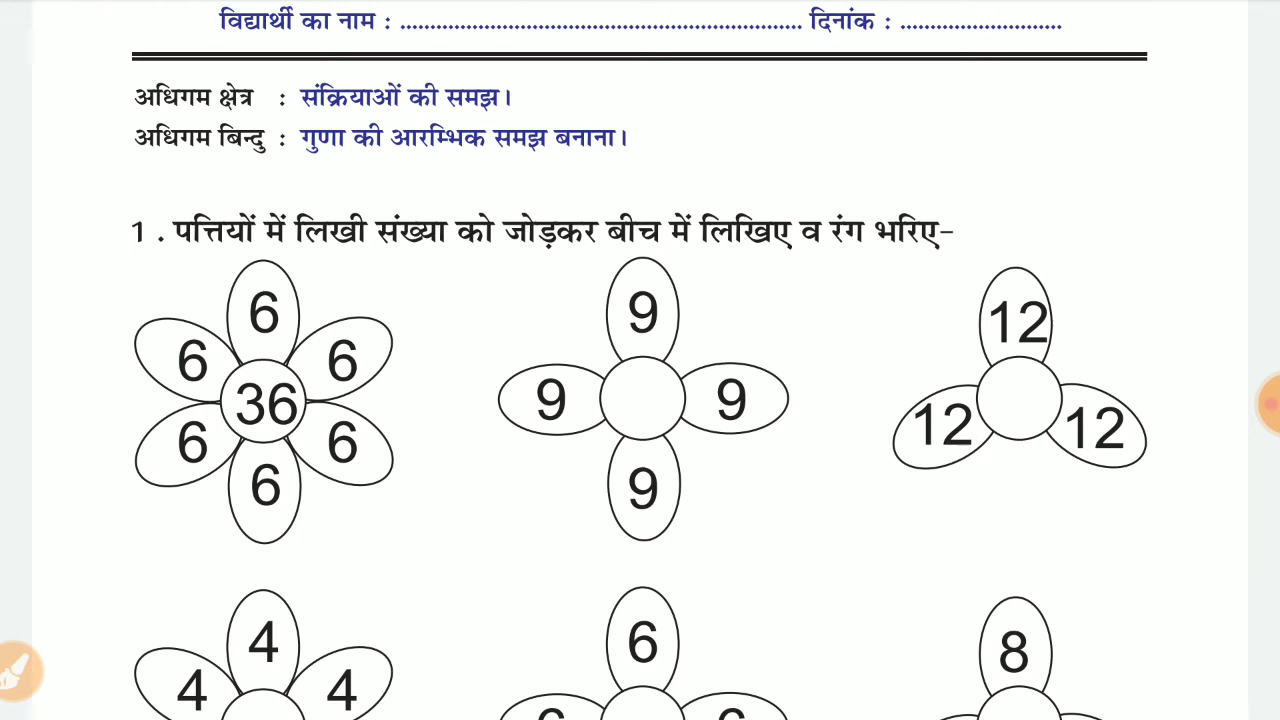 विद्यार्थी का नाम : ................................................................... दिनांक : ...........................
अधिगम क्षेत्र : संक्रियाओं की समझ।
अधिगम बिन्दु : गुणा की आरम्भिक समझ बनाना।
1 . पत्तियों में लिखी संख्या को जोड़कर बीच में लिखिए व रंग भरिए-
6 9 12
6 6
36 9 9
6 6 12 12
6 9
4 6 8
4 4